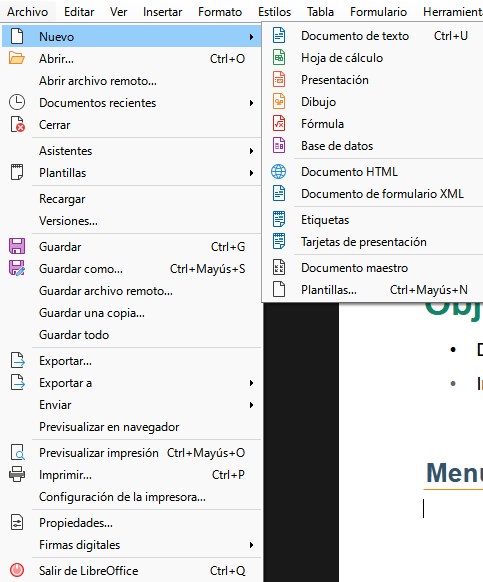 Archivo Editar Ver Insertar Formato Estilos Tabla Formulario
Nuevo
Abrir... Ctrl+O
Abrir archivo remoto...
Documentos recientes
Cerrar
Asistentes
Plantillas
Recargar
Versiones...
Guardar Ctrl+G
Guardar como... Ctrl+Mayús+S
Guardar archivo remoto...
Guardar una copia...
Guardar todo
Exportar...
Exportar a
Enviar
Previsualizar en navegador
Previsualizar impresión Ctrl+Mayús+O
Imprimir... Ctrl+P
Configuración de la impresora...
Propiedades...
Firmas digitales
Salir de LibreOffice Ctrl+Q
Documento de texto Ctrl+U
Hoja de cálculo
Presentación
Dibujo
Fórmula
Base de datos
Documento HTML
Documento de formulario XML
Etiquetas
Tarjetas de presentación
Documento maestro
Plantillas... Ctrl+Mayús+N
Menú